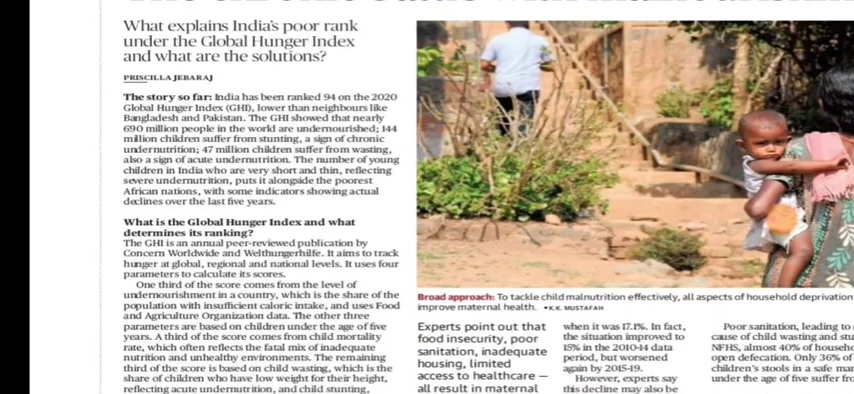 What explains India's poor rank
under the Global Hunger Index
and what are the solutions?
PRISCILLA JEBARAJ
The story so far: India has been ranked 94 on the 2020
Global Hunger Index (GHI), lower than neighbours like
Bangladesh and Pakistan. The GHI showed that nearly
690 million people in the world are undernourished; 144
million children suffer from stunting, a sign of chronic
undernutrition; 47 million children suffer from wasting,
also a sign of acute undernutrition. The number of young
children in India who are very short and thin, reflecting
severe undernutrition, puts it alongside the poorest
African nations, with some indicators showing actual
declines over the last five years.
What is the Global Hunger Index and what
determines its ranking?
The GHI is an annual peer-reviewed publication by
Concern Worldwide and Welthungerhilfe. It aims to track
hunger at global, regional and national levels. It uses four
parameters to calculate its scores.
One third of the score comes from the level of
undernourishment in a country, which is the share of the
population with insufficient caloric intake, and uses Food
and Agriculture Organization data. The other three
parameters are based on children under the age of five
years. A third of the score comes from child mortality
rate, which often reflects the fatal mix of inadequate
nutrition and unhealthy environments. The remaining
third of the score is based on child wasting, which is the
share of children who have low weight for their height,
reflecting acute undernutrition, and child stunting,
Broad approach: To tackle child malnutrition effectively, all aspects of household deprivation
improve maternal health. •K.K. MUSTAFAH
Experts point out that
food insecurity, poor
sanitation, inadequate
housing, limited
access to healthcare —
all result in maternal
when it was 17.1%. In fact,
the situation improved to
15% in the 2010-14 data
period, but worsened
again by 2015-19.
However, experts say
this decline may also be
Poor sanitation, leading to
cause of child wasting and stu
NFHS, almost 40% of househo
open defecation. Only 36% of
children's stools in a safe man
under the age of five suffer fro